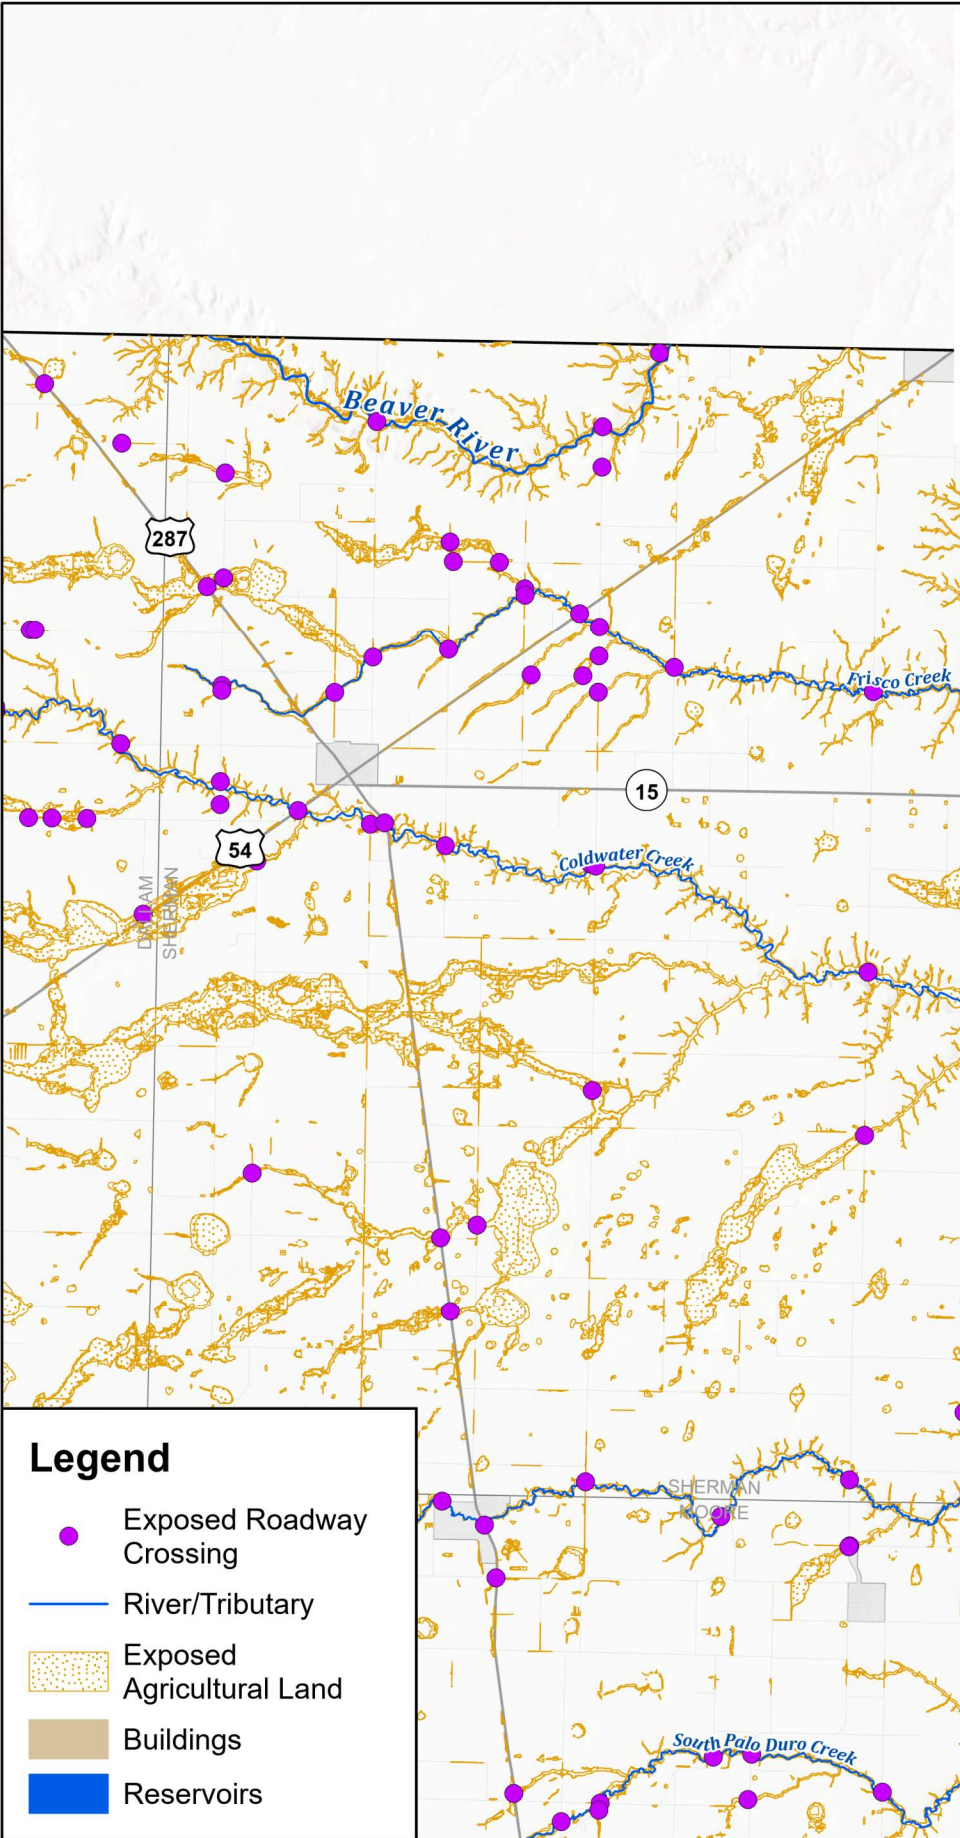 Beaver River
287
Frisco Creek
15
54
Coldwater Creek
DALLAM
SHERMAN
SHERMAN
MOORE
South Palo Duro Creek
Legend
Exposed Roadway
Crossing
River/Tributary
Exposed
Agricultural Land
Buildings
Reservoirs